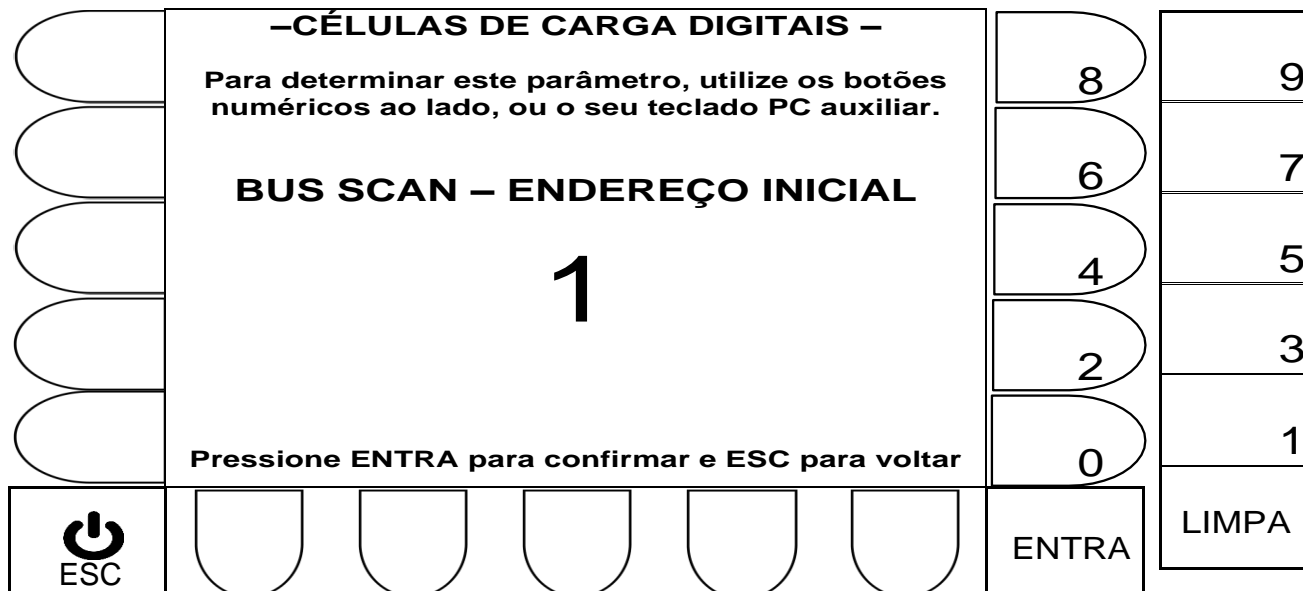 –CÉLULAS DE CARGA DIGITAIS –
Para determinar este parâmetro, utilize os botões
numéricos ao lado, ou o seu teclado PC auxiliar.
BUS SCAN – ENDEREÇO INICIAL
1
Pressione ENTRA para confirmar e ESC para voltar
8
6
4
2
0
9
7
5
3
1
ESC
ENTRA
LIMPA